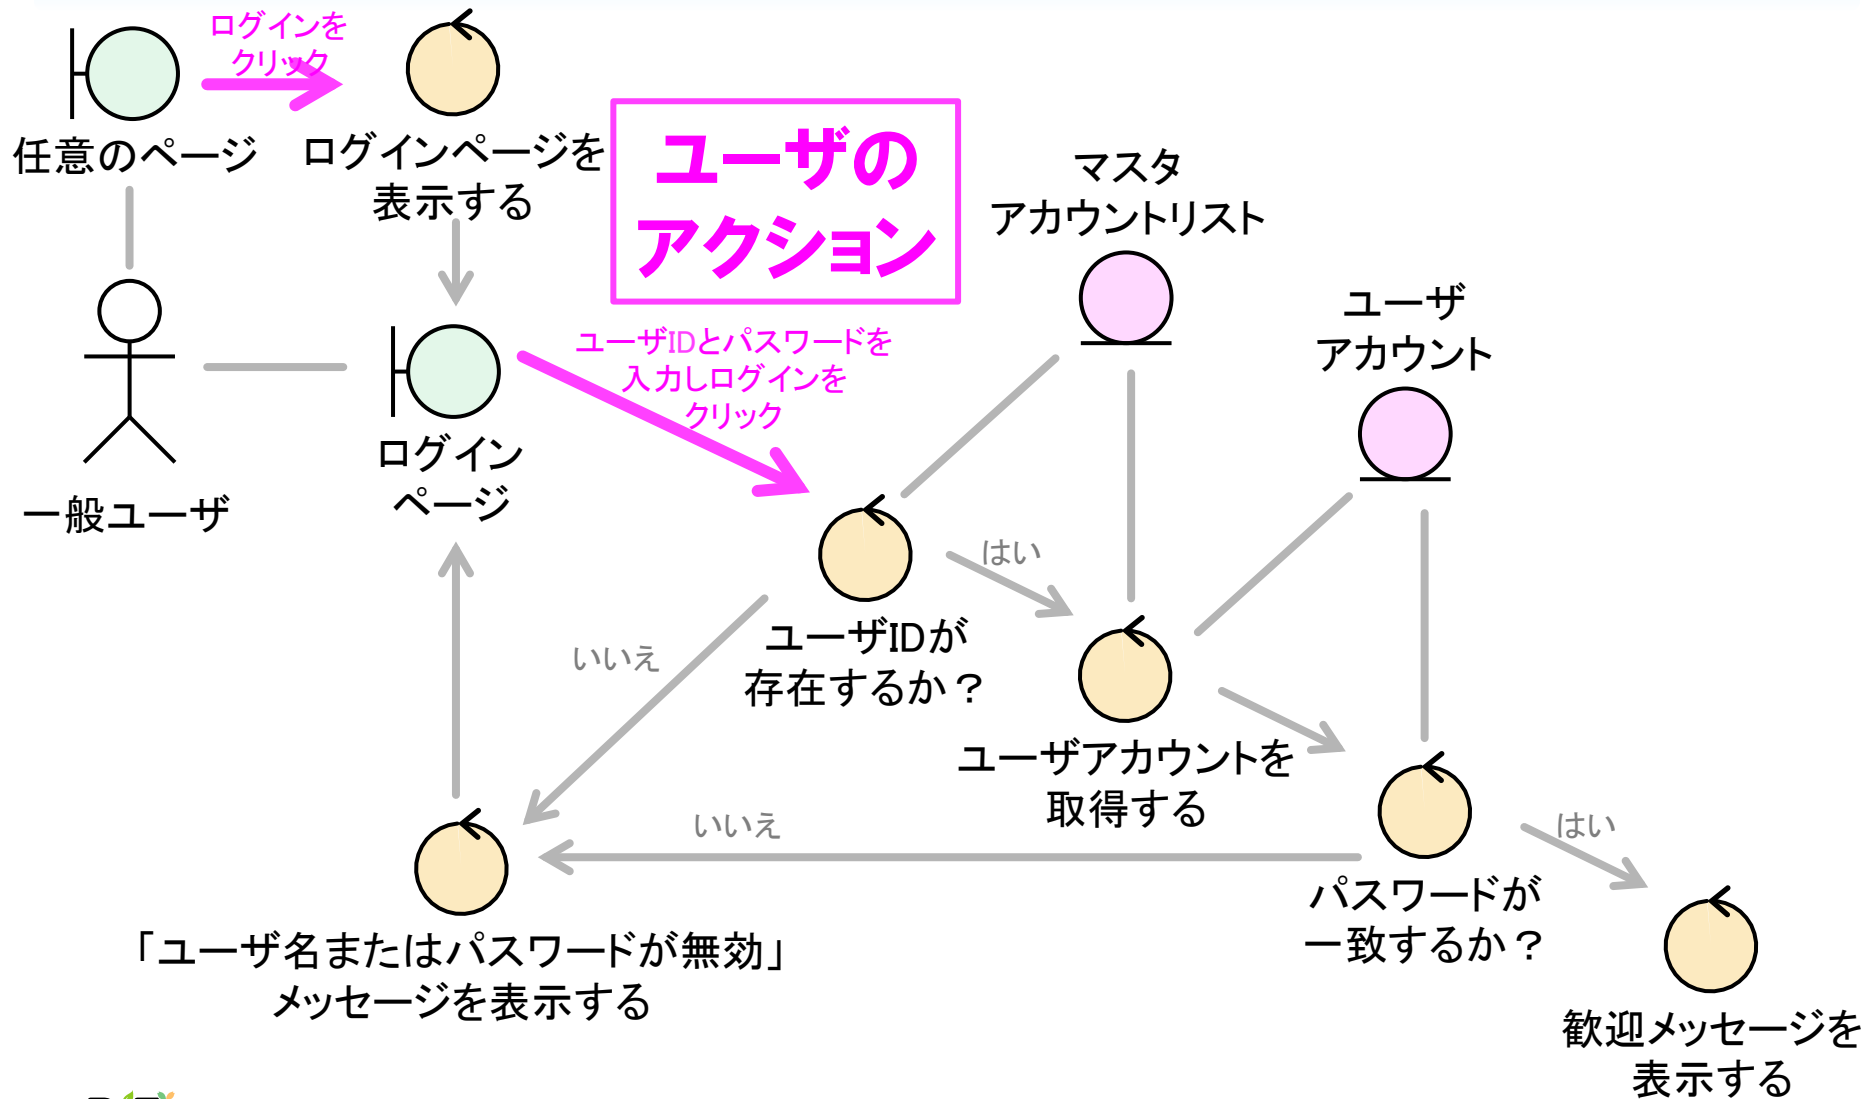 ログインを
クリック
任意のページ
ログインページを
表示する
ユーザの
アクション
マスタ
アカウントリスト
ユーザ
アカウント
ユーザIDとパスワードを
入力しログインを
クリック
一般ユーザ
ログイン
ページ
はい
ユーザIDが
存在するか？
いいえ
ユーザアカウントを
取得する
いいえ
はい
パスワードが
一致するか？
「ユーザ名またはパスワードが無効」
メッセージを表示する
歓迎メッセージを
表示する